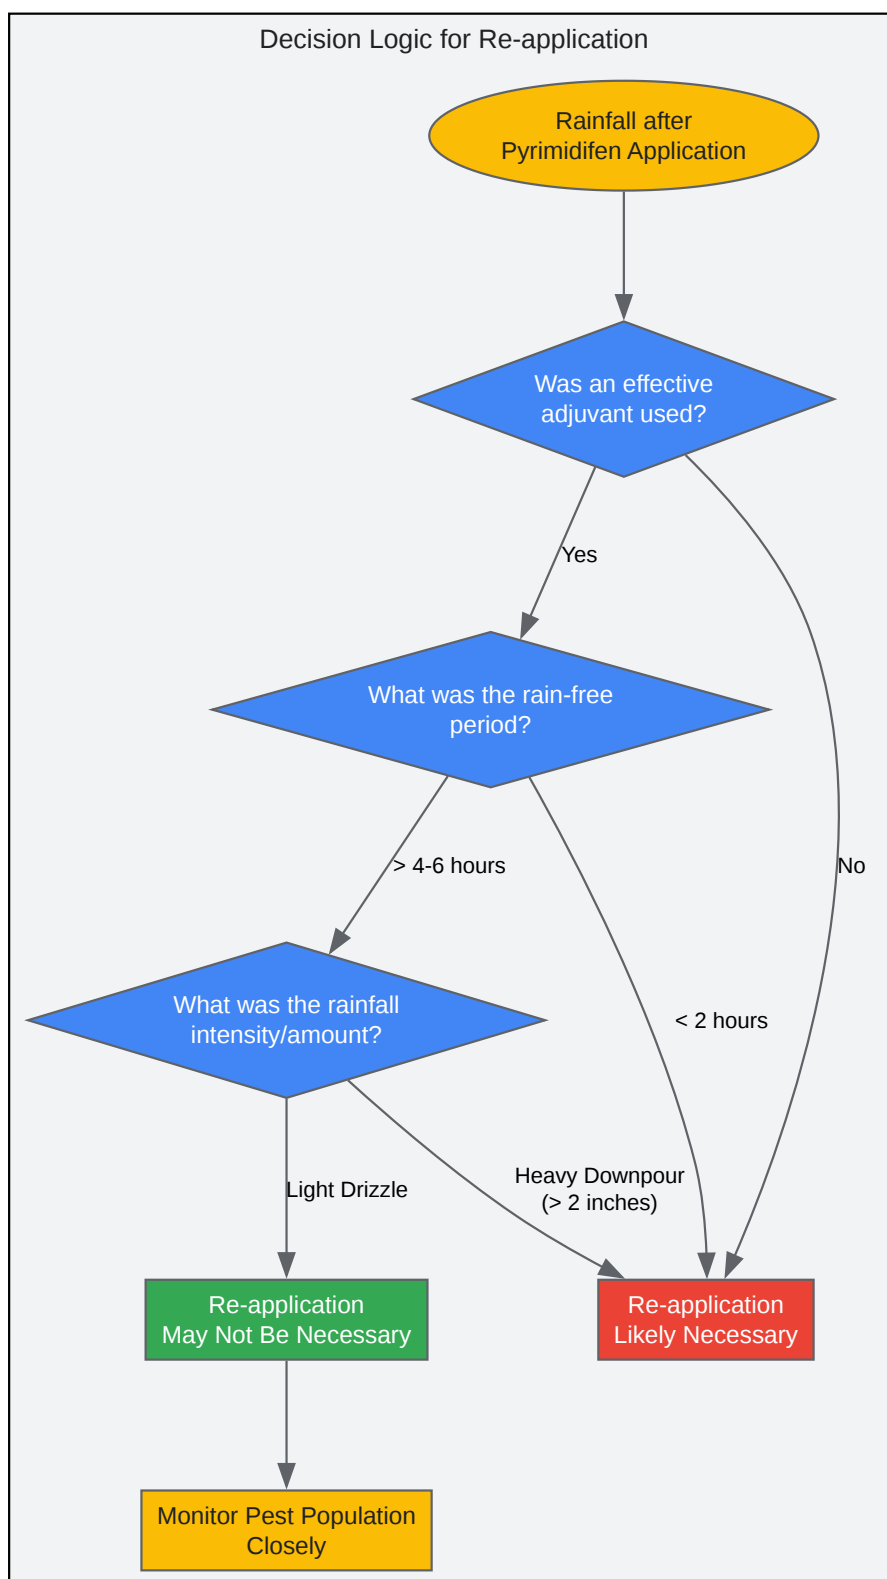 Decision Logic for Re-application
Rainfall after
Pyrimidifen Application
Was an effective
adjuvant used?
Yes
What was the rain-free
period?
> 4-6 hours
No
What was the rainfall
intensity/amount?
< 2 hours
Light Drizzle
Heavy Downpour
(> 2 inches)
Re-application
May Not Be Necessary
Re-application
Likely Necessary
Monitor Pest Population
Closely